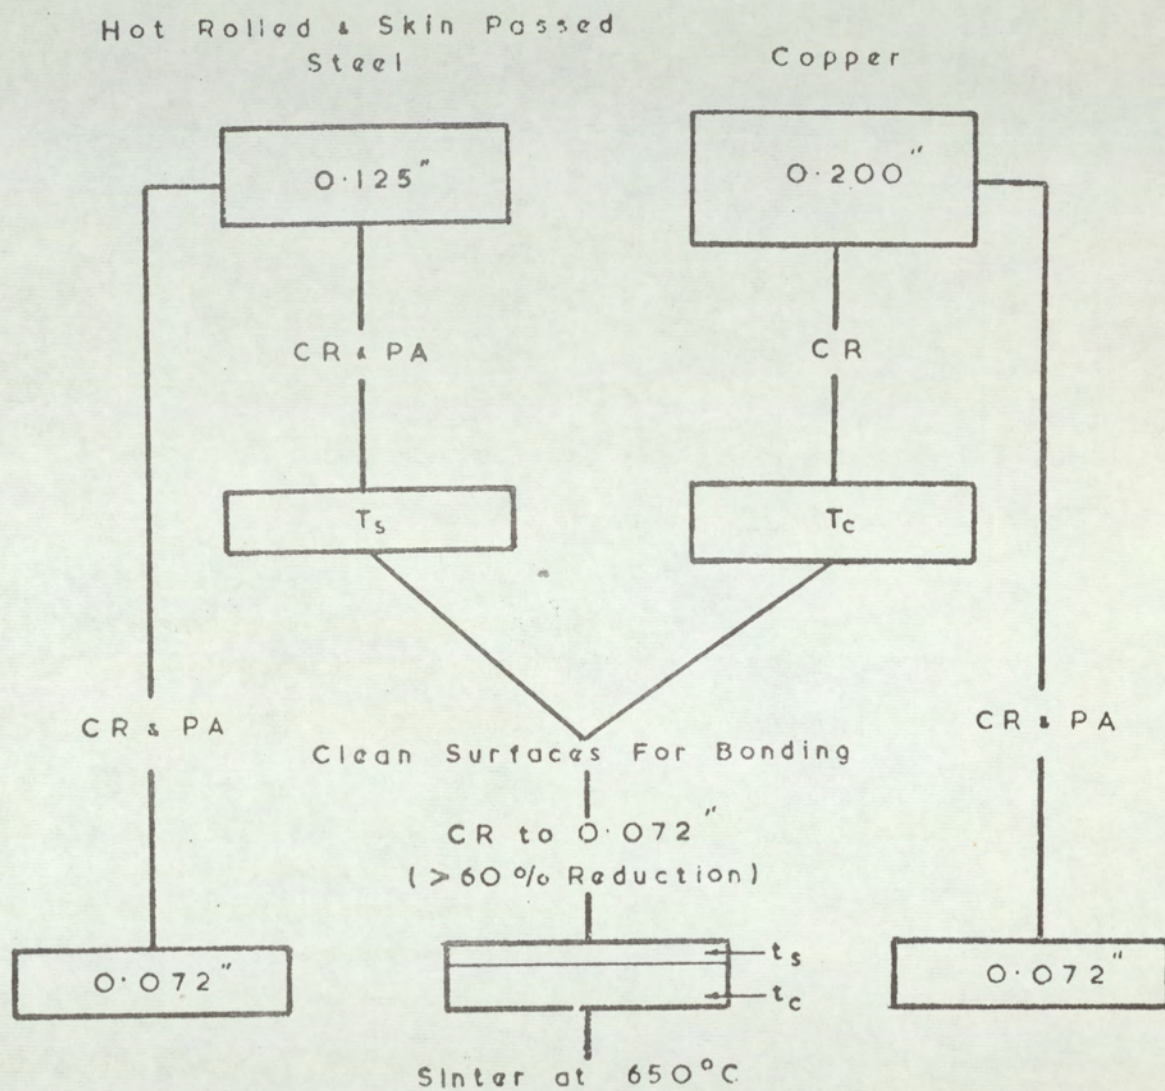 Hot Rolled & Skin Passed
Steel
Copper
0.125"
0.200"
CR & PA
CR
Ts
Tc
CR & PA
CR & PA
Clean Surfaces For Bonding
CR to 0.072"
(>60% Reduction)
0.072"
ts
tc
0.072"
Sinter at 650°C